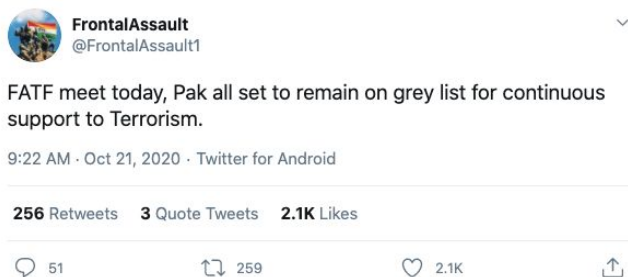 FrontalAssault
@FrontalAssault1
FATF meet today, Pak all set to remain on grey list for continuous
support to Terrorism.
9:22 AM · Oct 21, 2020 · Twitter for Android
256 Retweets 3 Quote Tweets 2.1K Likes
51 259 2.1K